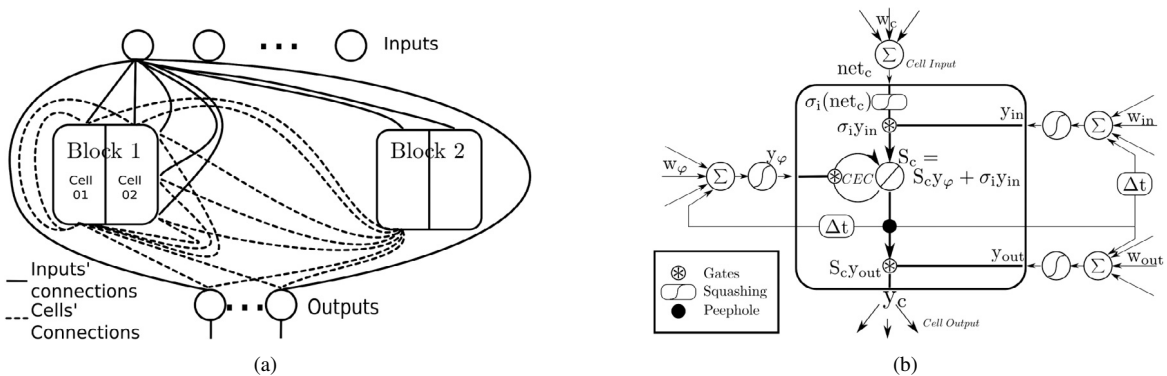 Inputs
Block 1
Cell
01
Cell
02
Block 2
Inputs'
connections
Cells'
Connections
Outputs
(a)
w_c
Σ
Cell Input
net_c
σ_i(net_c)
y_in
σ_i y_in
w_in
Σ
w_φ
Σ
y_φ
CEC
S_c =
S_c y_φ + σ_i y_in
Δt
Δt
y_out
Σ
w_out
S_c y_out
Gates
Squashing
Peephole
y_c
Cell Output
(b)